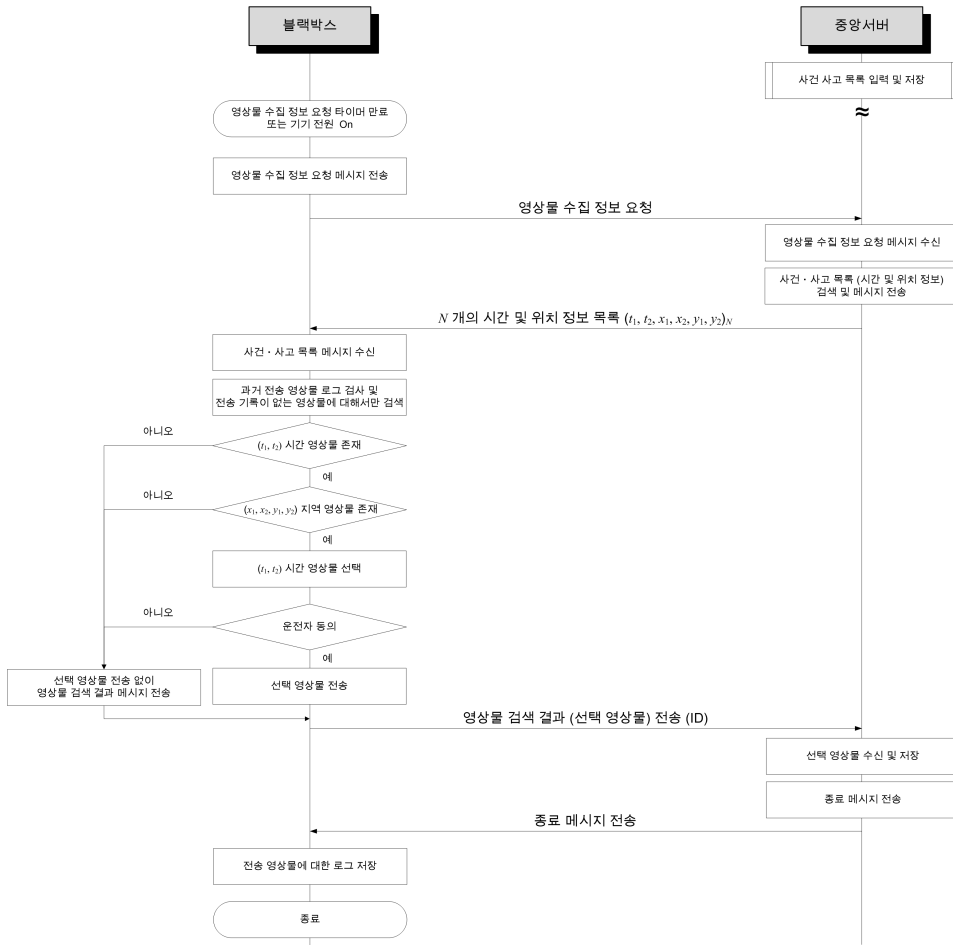 블랙박스
중앙서버
사건 사고 목록 입력 및 저장
≈
영상물 수집 정보 요청 타이머 만료
또는 기기 전원 On
영상물 수집 정보 요청 메시지 전송
영상물 수집 정보 요청
영상물 수집 정보 요청 메시지 수신
사건・사고 목록 (시간 및 위치 정보)
검색 및 메시지 전송
N 개의 시간 및 위치 정보 목록 (t₁, t₂, x₁, x₂, y₁, y₂)N
사건・사고 목록 메시지 수신
과거 전송 영상물 로그 검사 및
전송 기록이 없는 영상물에 대해서만 검색
아니오
(t₁, t₂) 시간 영상물 존재
예
아니오
(x₁, x₂, y₁, y₂) 지역 영상물 존재
예
(t₁, t₂) 시간 영상물 선택
아니오
운전자 동의
예
선택 영상물 전송 없이
영상물 검색 결과 메시지 전송
선택 영상물 전송
영상물 검색 결과 (선택 영상물) 전송 (ID)
선택 영상물 수신 및 저장
종료 메시지 전송
종료 메시지 전송
전송 영상물에 대한 로그 저장
종료